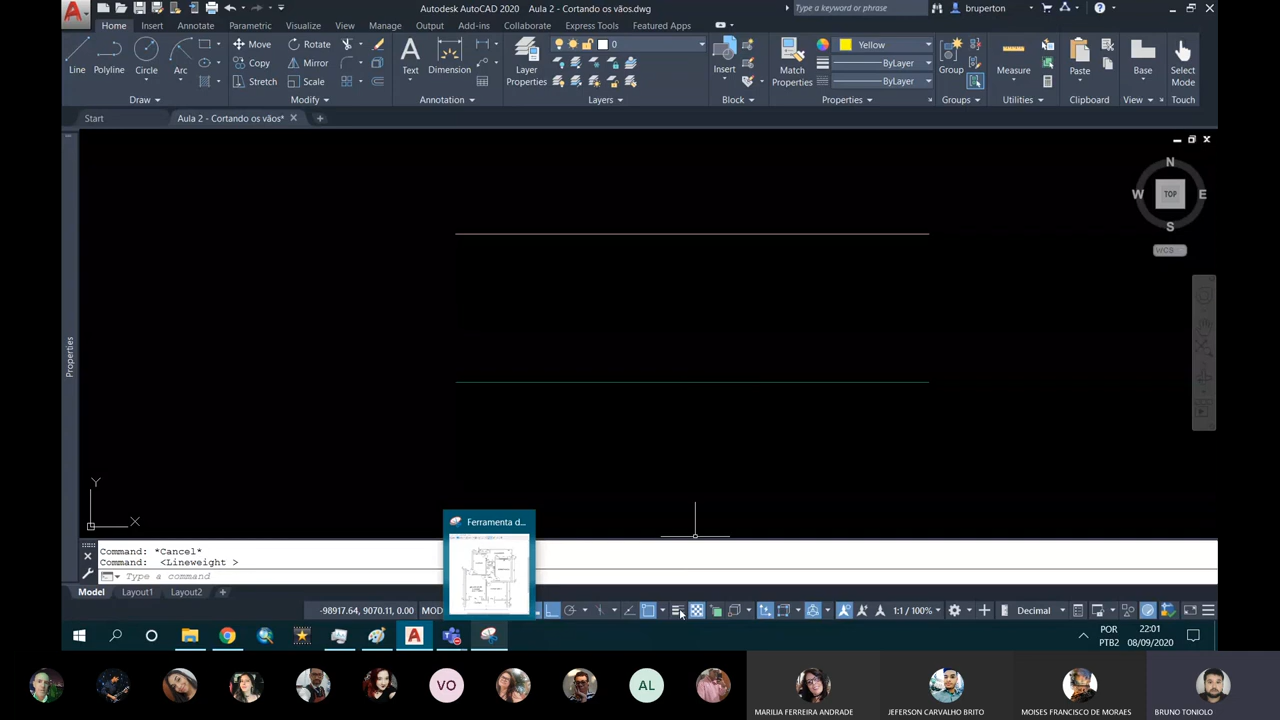 Autodesk AutoCAD 2020 Aula 2 - Cortando os vãos.dwg
Type a keyword or phrase
bruperton
Home Insert Annotate Parametric View Manage Output Add-ins Collaborate Express Tools Featured Apps
Line Polyline Circle Arc
Move Rotate
Copy Mirror
Stretch Scale
Text Dimension
Layer Properties
0
Insert
Match Properties
Yellow
ByLayer
ByLayer
Group
Measure
Paste
Base
Select Mode
Draw Modify Annotation Layers Block Properties Groups Utilities Clipboard View Touch
Start Aula 2 - Cortando os vãos*
N
W TOP E
S
WCS
Properties
Y
X
Ferramenta d...
Command: *Cancel*
Command: <Lineweight >
Type a command
Model Layout1 Layout2
-98917.64, 9070.11, 0.00 MOD
1:1 / 100%
Decimal
POR
PTB2
22:01
08/09/2020
VO
AL
MARILIA FERREIRA ANDRADE
JEFERSON CARVALHO BRITO
MOISES FRANCISCO DE MORAES
BRUNO TONIOLO